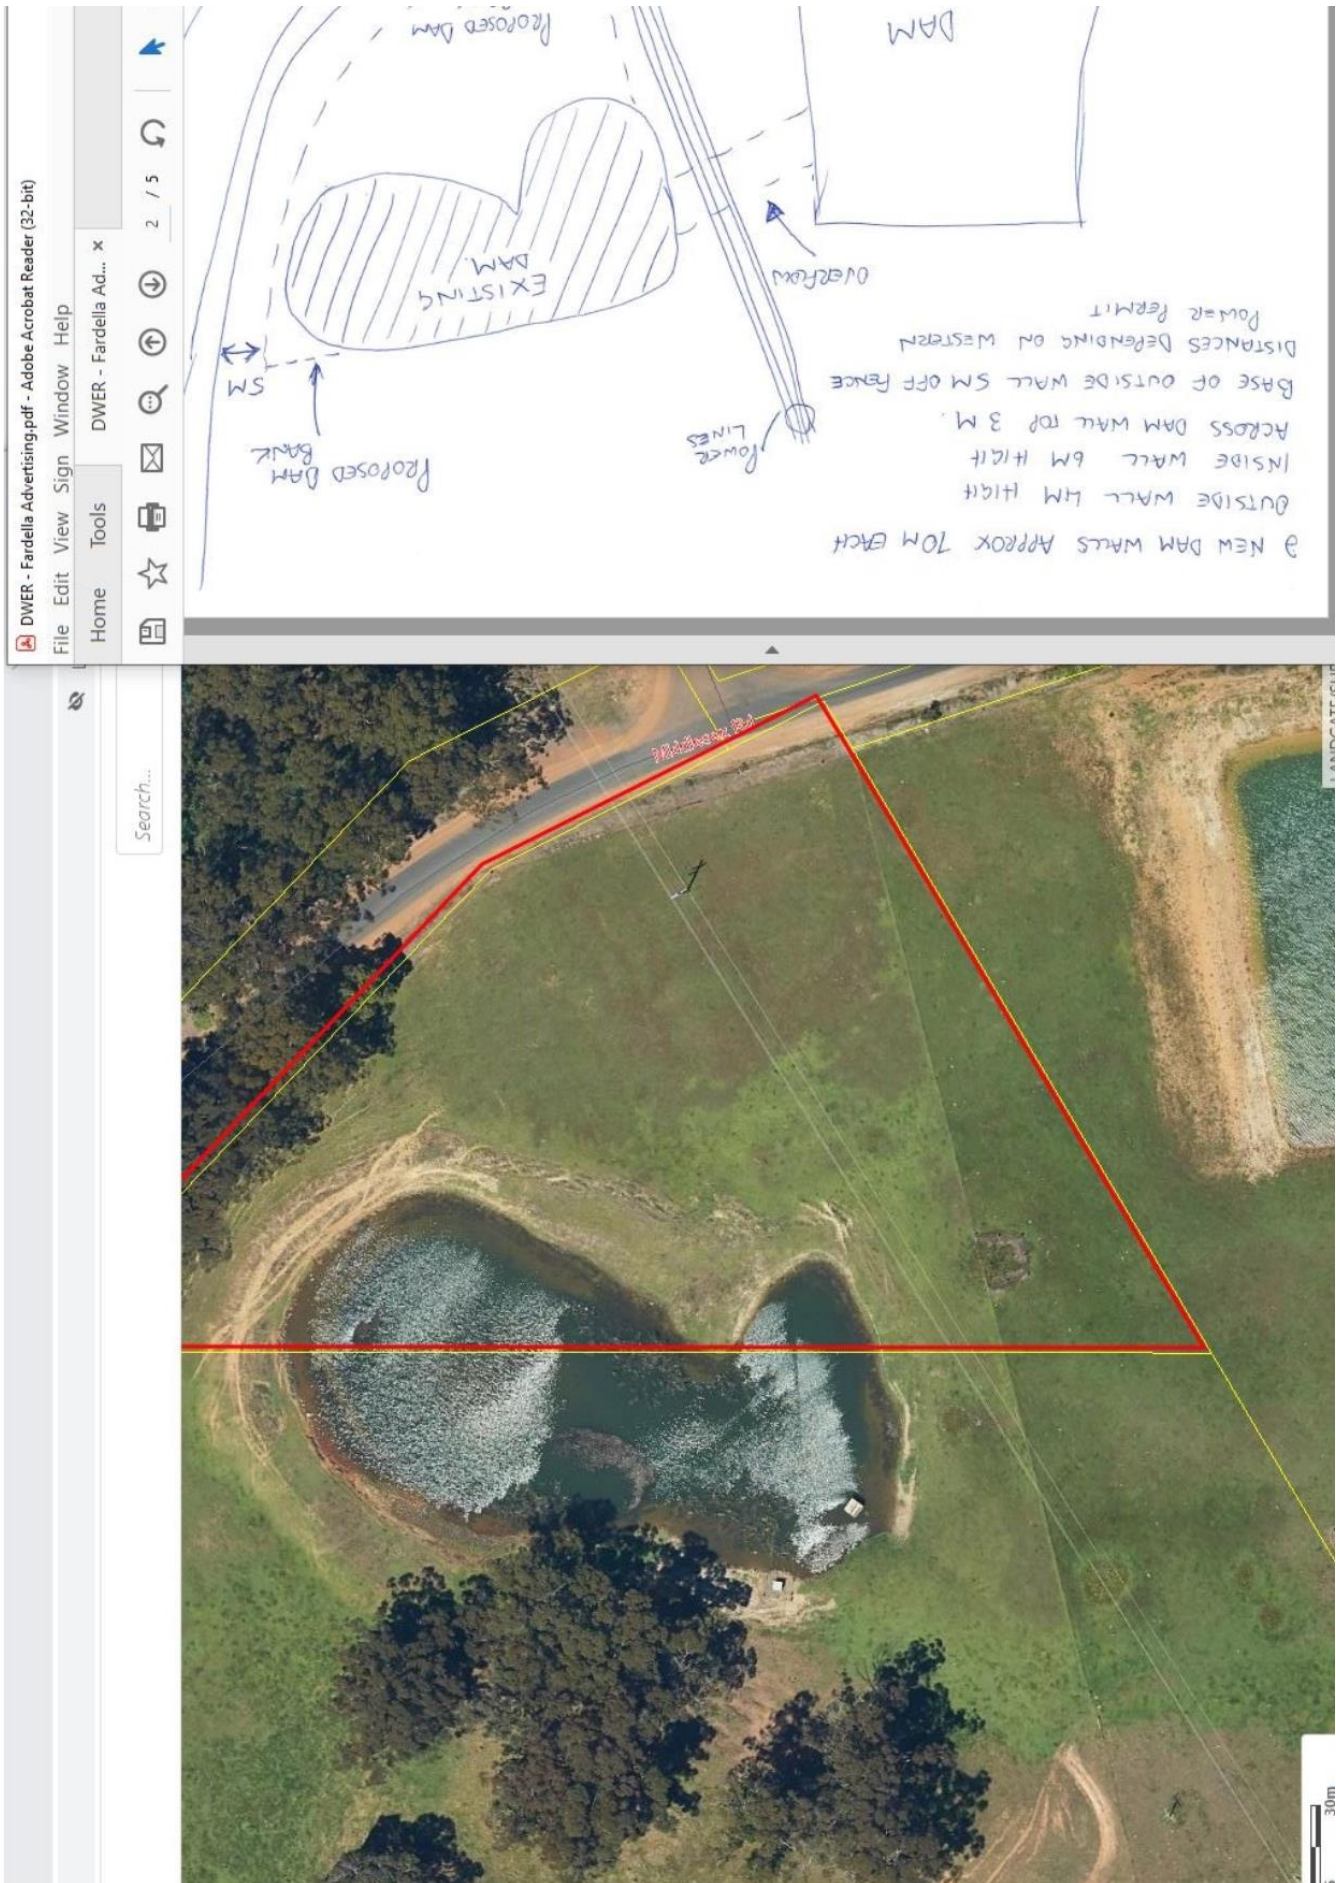 DWER - Fardella Advertising.pdf - Adobe Acrobat Reader (32-bit)
File Edit View Sign Window Help
Home Tools DWER - Fardella Ad... ×
2 / 5
PROPOSED DAM
DAM
EXISTING
DAM.
OVERFLOW
5M
PROPOSED DAM
BANK
POWER
LINES
2 NEW DAM WALLS APPROX 70M EACH
OUTSIDE WALL 4M HIGH
INSIDE WALL 6M HIGH
ACROSS DAM WALL TOP 3 M.
BASE OF OUTSIDE WALL 5M OFF FENCE
DISTANCES DEPENDING ON WESTERN
POWER PERMIT
Search...
30m